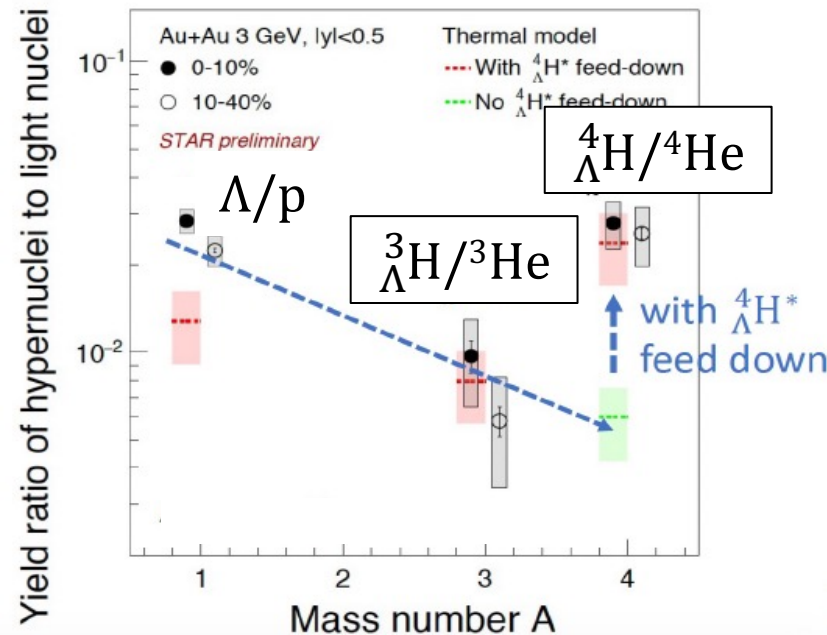 Yield ratio of hypernuclei to light nuclei
Au+Au 3 GeV, |y|<0.5
0-10%
10-40%
STAR preliminary
Thermal model
With ⁴ΛH* feed-down
No ⁴ΛH* feed-down
10⁻¹
10⁻²
Λ/p
³ΛH/³He
⁴ΛH/⁴He
with ⁴ΛH*
feed down
1 2 3 4
Mass number A